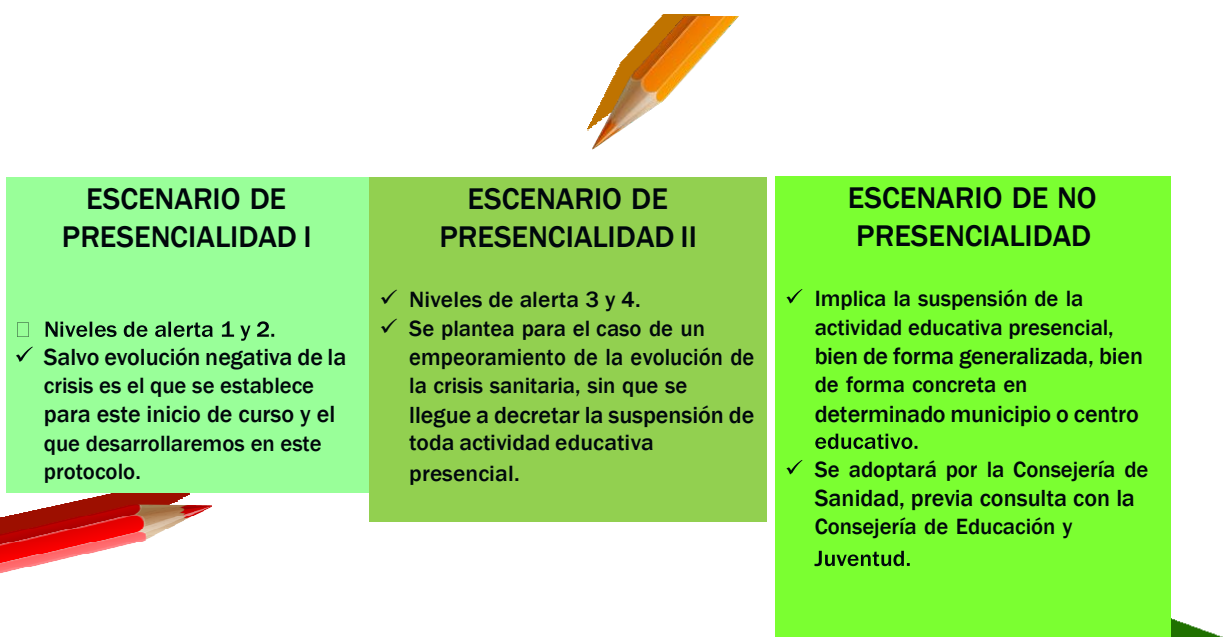 ESCENARIO DE
PRESENCIALIDAD I
□ Niveles de alerta 1 y 2.
✓ Salvo evolución negativa de la
crisis es el que se establece
para este inicio de curso y el
que desarrollaremos en este
protocolo.
ESCENARIO DE
PRESENCIALIDAD II
✓ Niveles de alerta 3 y 4.
✓ Se plantea para el caso de un
empeoramiento de la evolución de
la crisis sanitaria, sin que se
llegue a decretar la suspensión de
toda actividad educativa
presencial.
ESCENARIO DE NO
PRESENCIALIDAD
✓ Implica la suspensión de la
actividad educativa presencial,
bien de forma generalizada, bien
de forma concreta en
determinado municipio o centro
educativo.
✓ Se adoptará por la Consejería de
Sanidad, previa consulta con la
Consejería de Educación y
Juventud.